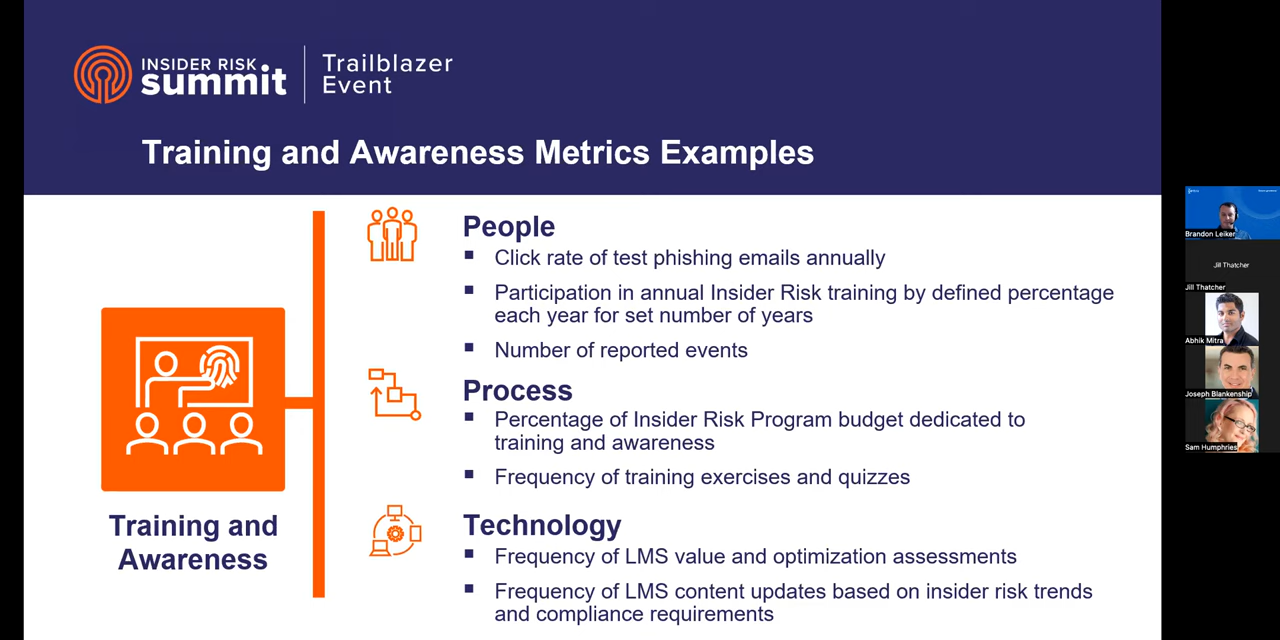 INSIDER RISK
summit
Trailblazer
Event
Training and Awareness Metrics Examples
People
▪ Click rate of test phishing emails annually
▪ Participation in annual Insider Risk training by defined percentage
each year for set number of years
▪ Number of reported events
Process
▪ Percentage of Insider Risk Program budget dedicated to
training and awareness
▪ Frequency of training exercises and quizzes
Technology
▪ Frequency of LMS value and optimization assessments
▪ Frequency of LMS content updates based on insider risk trends
and compliance requirements
Training and
Awareness
Brandon Leiker
Jill Thatcher
Jill Thatcher
Abhik Mitra
Joseph Blankenship
Sam Humphries